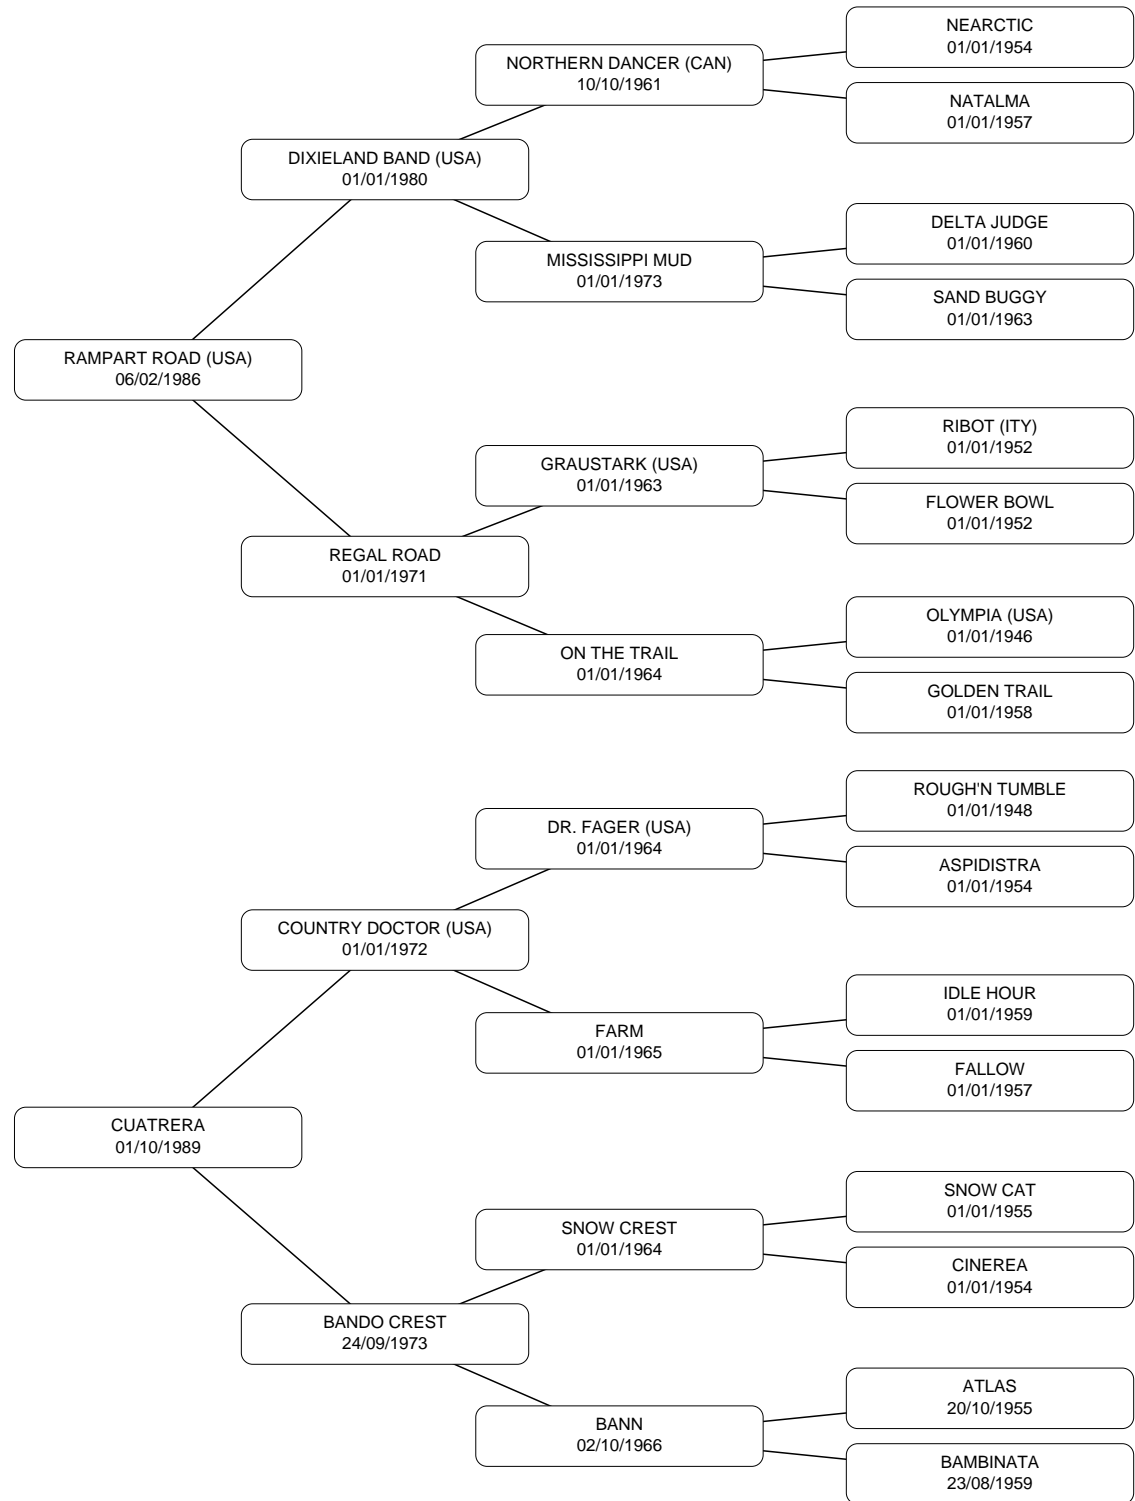 NEARCTIC
01/01/1954
NORTHERN DANCER (CAN)
10/10/1961
NATALMA
01/01/1957
DIXIELAND BAND (USA)
01/01/1980
DELTA JUDGE
01/01/1960
MISSISSIPPI MUD
01/01/1973
SAND BUGGY
01/01/1963
RAMPART ROAD (USA)
06/02/1986
RIBOT (ITY)
01/01/1952
GRAUSTARK (USA)
01/01/1963
FLOWER BOWL
01/01/1952
REGAL ROAD
01/01/1971
OLYMPIA (USA)
01/01/1946
ON THE TRAIL
01/01/1964
GOLDEN TRAIL
01/01/1958
ROUGH'N TUMBLE
01/01/1948
DR. FAGER (USA)
01/01/1964
ASPIDISTRA
01/01/1954
COUNTRY DOCTOR (USA)
01/01/1972
IDLE HOUR
01/01/1959
FARM
01/01/1965
FALLOW
01/01/1957
CUATRERA
01/10/1989
SNOW CAT
01/01/1955
SNOW CREST
01/01/1964
CINEREA
01/01/1954
BANDO CREST
24/09/1973
ATLAS
20/10/1955
BANN
02/10/1966
BAMBINATA
23/08/1959